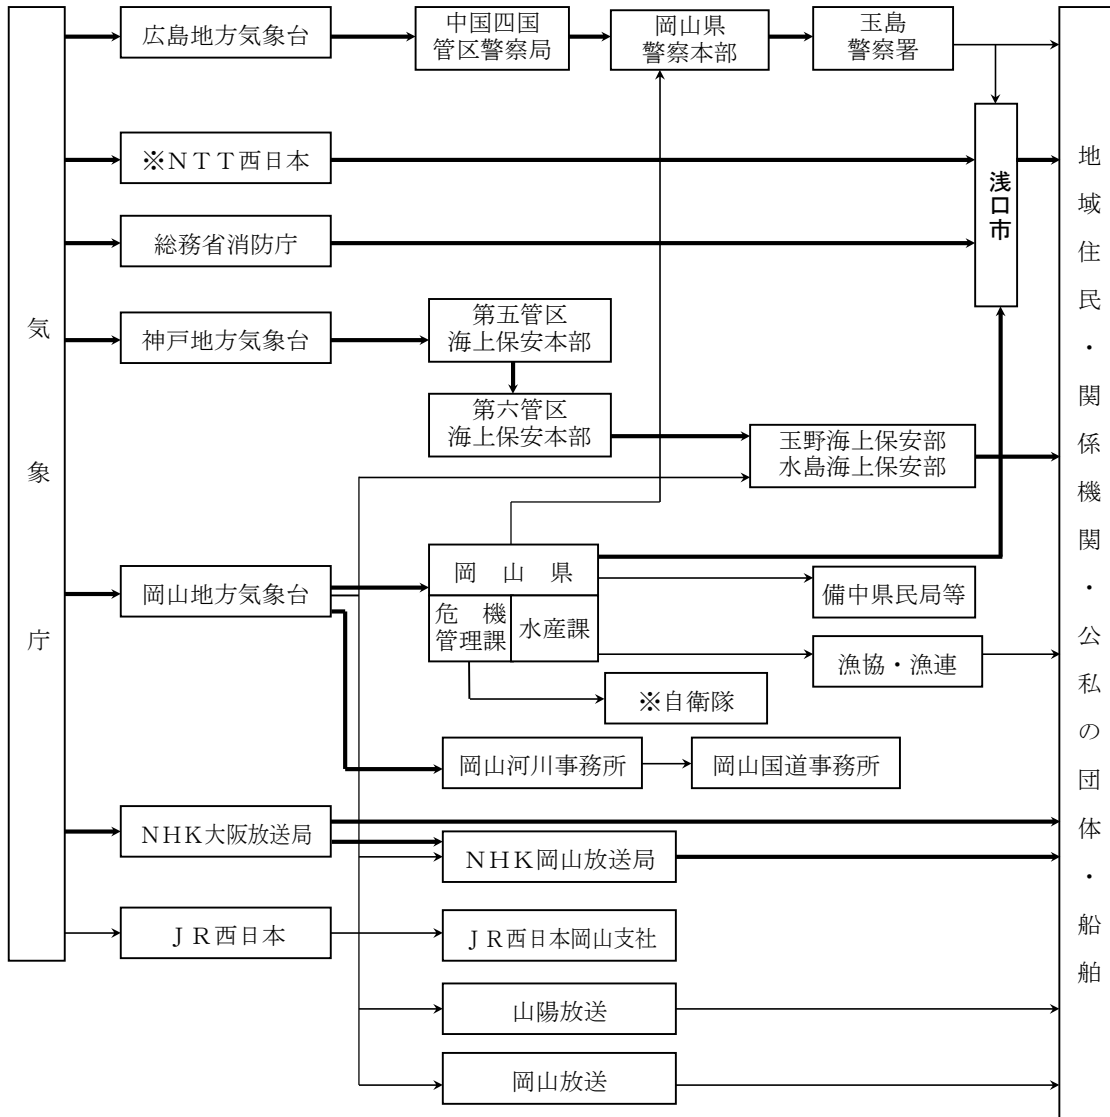 気象庁
広島地方気象台
中国四国
管区警察局
岡山県
警察本部
玉島
警察署
※ＮＴＴ西日本
浅口市
総務省消防庁
神戸地方気象台
第五管区
海上保安本部
第六管区
海上保安本部
玉野海上保安部
水島海上保安部
岡山地方気象台
岡　山　県
危　機
管理課
水産課
備中県民局等
漁協・漁連
※自衛隊
岡山河川事務所
岡山国道事務所
ＮＨＫ大阪放送局
ＮＨＫ岡山放送局
ＪＲ西日本
ＪＲ西日本岡山支社
山陽放送
岡山放送
地域住民・関係機関・公私の団体・船舶